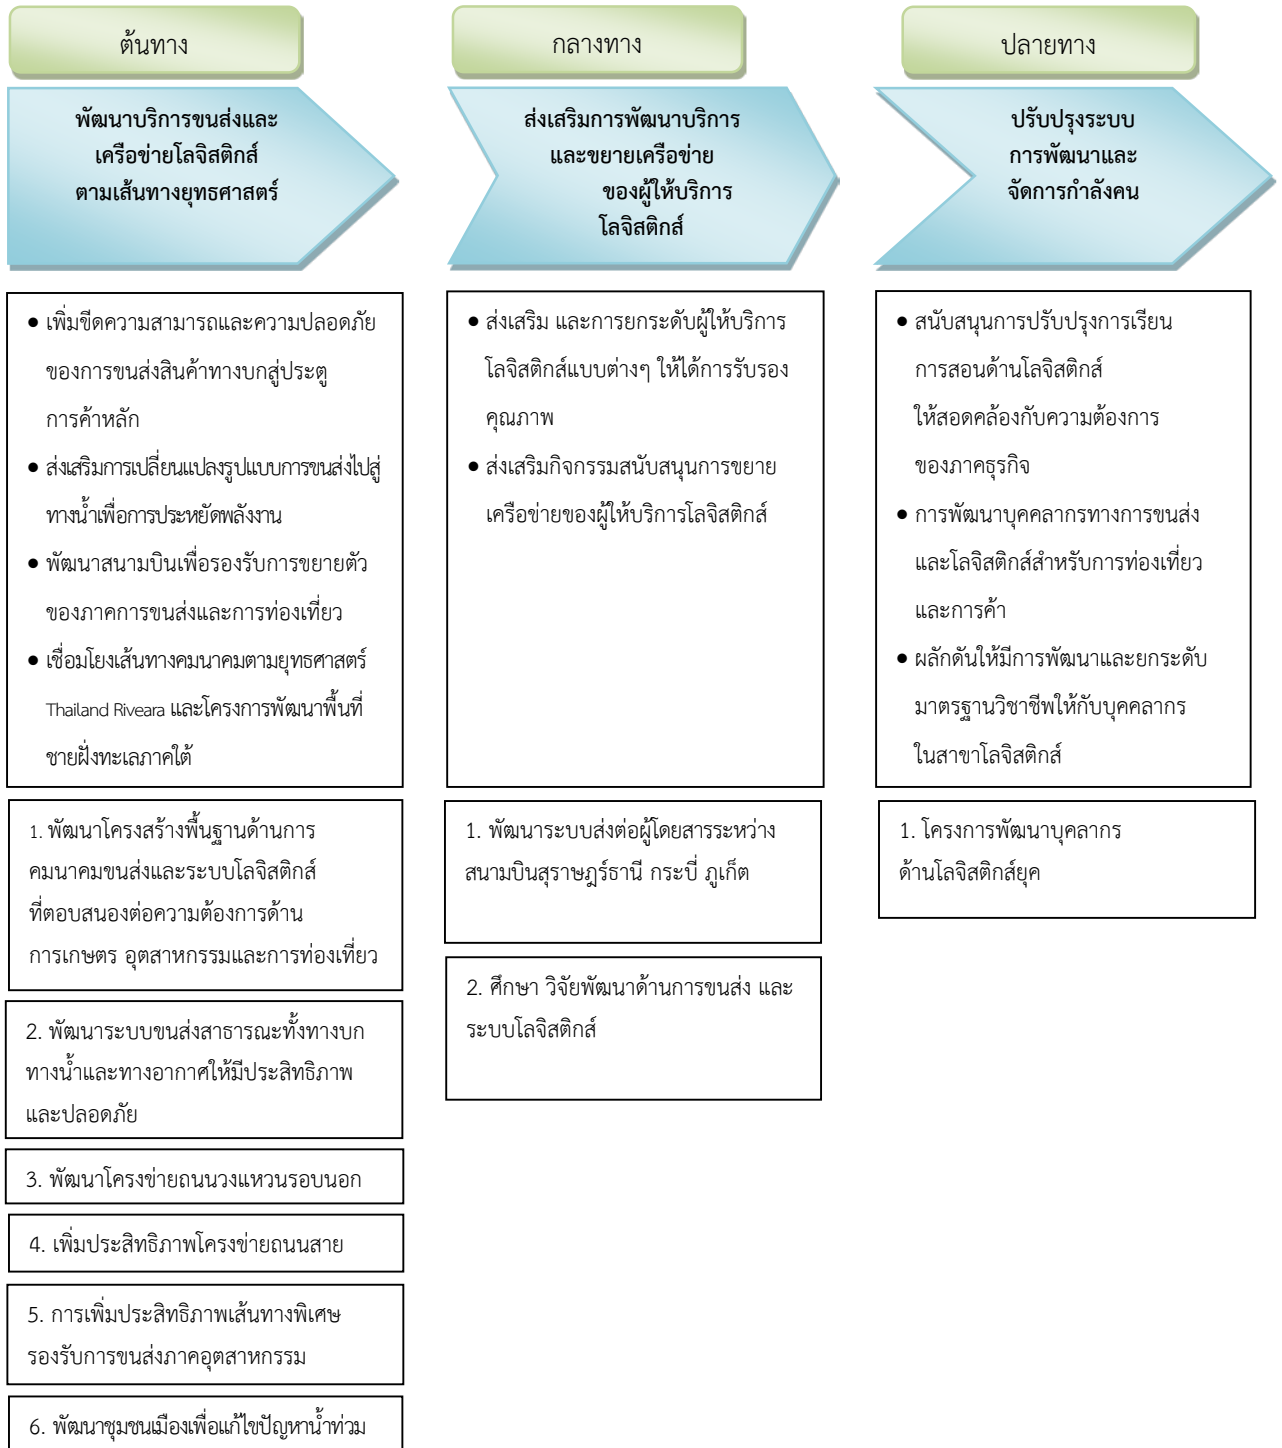 ต้นทาง
พัฒนาบริการขนส่งและ
เครือข่ายโลจิสติกส์
ตามเส้นทางยุทธศาสตร์
• เพิ่มขีดความสามารถและความปลอดภัย
ของการขนส่งสินค้าทางบกสู่ประตู
การค้าหลัก
• ส่งเสริมการเปลี่ยนแปลงรูปแบบการขนส่งไปสู่
ทางน้ำเพื่อการประหยัดพลังงาน
• พัฒนาสนามบินเพื่อรองรับการขยายตัว
ของภาคการขนส่งและการท่องเที่ยว
• เชื่อมโยงเส้นทางคมนาคมตามยุทธศาสตร์
Thailand Riveara และโครงการพัฒนาพื้นที่
ชายฝั่งทะเลภาคใต้
1. พัฒนาโครงสร้างพื้นฐานด้านการ
คมนาคมขนส่งและระบบโลจิสติกส์
ที่ตอบสนองต่อความต้องการด้าน
การเกษตร อุตสาหกรรมและการท่องเที่ยว
2. พัฒนาระบบขนส่งสาธารณะทั้งทางบก
ทางน้ำและทางอากาศให้มีประสิทธิภาพ
และปลอดภัย
3. พัฒนาโครงข่ายถนนวงแหวนรอบนอก
4. เพิ่มประสิทธิภาพโครงข่ายถนนสาย
5. การเพิ่มประสิทธิภาพเส้นทางพิเศษ
รองรับการขนส่งภาคอุตสาหกรรม
6. พัฒนาชุมชนเมืองเพื่อแก้ไขปัญหาน้ำท่วม
กลางทาง
ส่งเสริมการพัฒนาบริการ
และขยายเครือข่าย
ของผู้ให้บริการ
โลจิสติกส์
• ส่งเสริม และการยกระดับผู้ให้บริการ
โลจิสติกส์แบบต่างๆ ให้ได้การรับรอง
คุณภาพ
• ส่งเสริมกิจกรรมสนับสนุนการขยาย
เครือข่ายของผู้ให้บริการโลจิสติกส์
1. พัฒนาระบบส่งต่อผู้โดยสารระหว่าง
สนามบินสุราษฎร์ธานี กระบี่ ภูเก็ต
2. ศึกษา วิจัยพัฒนาด้านการขนส่ง และ
ระบบโลจิสติกส์
ปลายทาง
ปรับปรุงระบบ
การพัฒนาและ
จัดการกำลังคน
• สนับสนุนการปรับปรุงการเรียน
การสอนด้านโลจิสติกส์
ให้สอดคล้องกับความต้องการ
ของภาคธุรกิจ
• การพัฒนาบุคคลากรทางการขนส่ง
และโลจิสติกส์สำหรับการท่องเที่ยว
และการค้า
• ผลักดันให้มีการพัฒนาและยกระดับ
มาตรฐานวิชาชีพให้กับบุคคลากร
ในสาขาโลจิสติกส์
1. โครงการพัฒนาบุคลากร
ด้านโลจิสติกส์ยุค